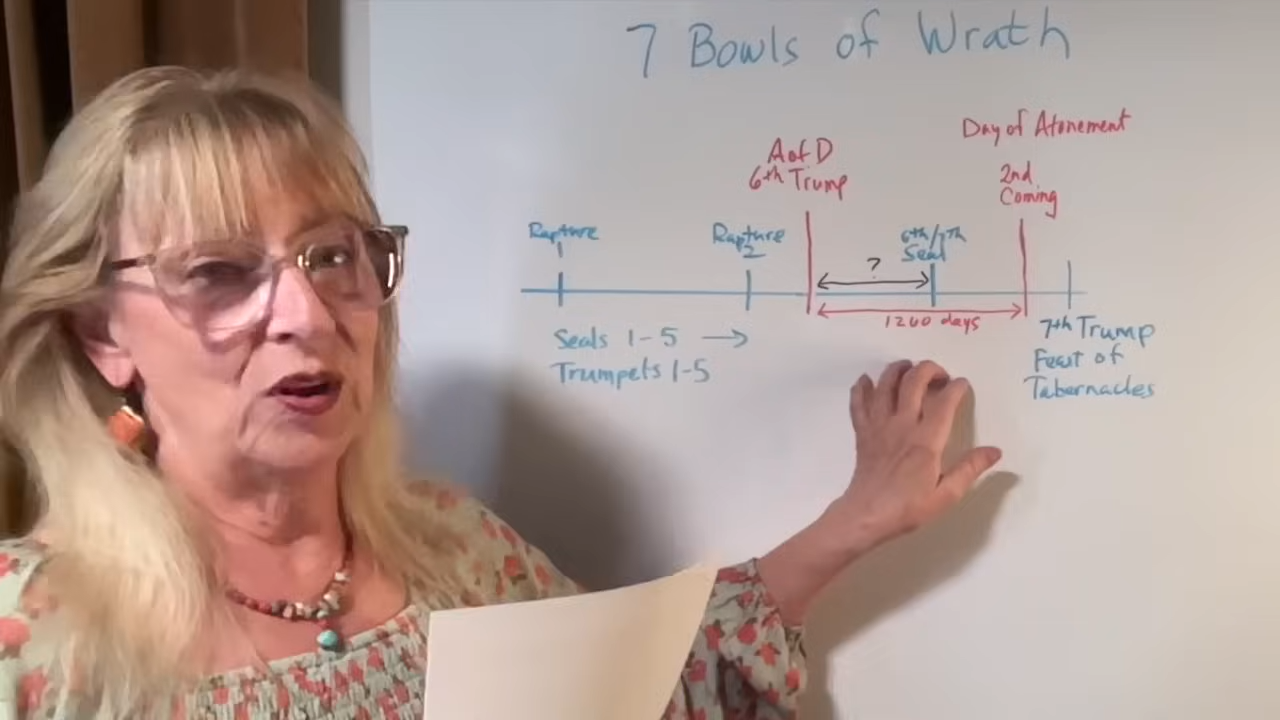 7 Bowls of Wrath
Day of Atonement
A of D
6th Trump
2nd
Coming
Rapture
1
Rapture
2
6th/7th
Seal
?
1260 days
Seals 1-5 →
Trumpets 1-5
7th Trump
Feast of
Tabernacles